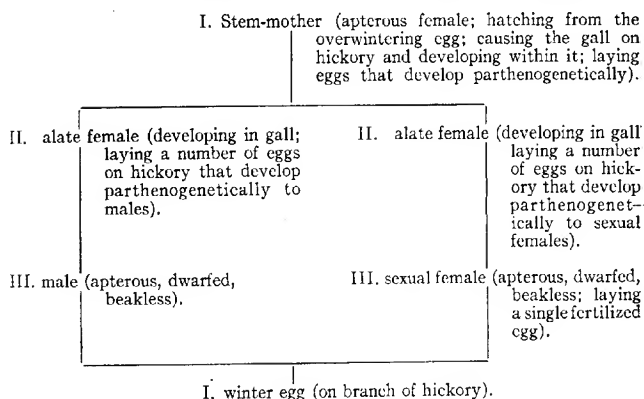 I. Stem-mother (apterous female; hatching from the
overwintering egg; causing the gall on
hickory and developing within it; laying
eggs that develop parthenogenetically).
II. alate female (developing in gall;
laying a number of eggs
on hickory that develop
parthenogenetically to
males).
II. alate female (developing in gall
laying a number
of eggs on hick-
ory that develop
parthenogenet-
ically to sexual
females).
III. male (apterous, dwarfed,
beakless).
III. sexual female (apterous, dwarfed,
beakless; laying
a single fertilized
egg).
I. winter egg (on branch of hickory).